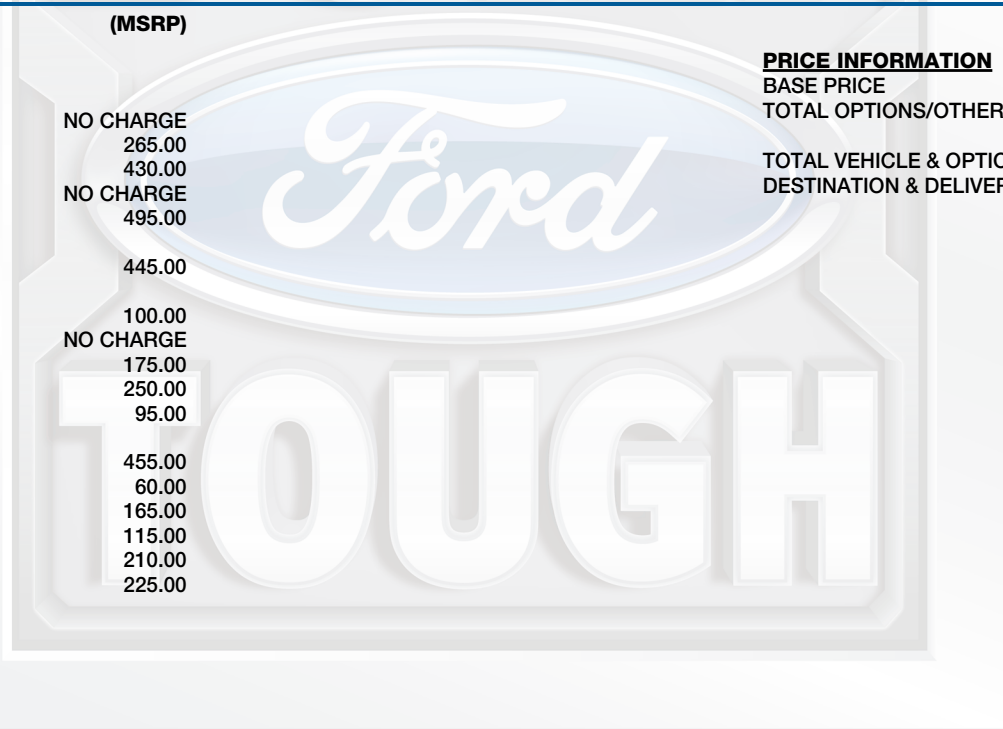 (MSRP)
NO CHARGE
265.00
430.00
NO CHARGE
495.00
445.00
100.00
NO CHARGE
175.00
250.00
95.00
455.00
60.00
165.00
115.00
210.00
225.00
PRICE INFORMATION
BASE PRICE
TOTAL OPTIONS/OTHER
TOTAL VEHICLE & OPTIO
DESTINATION & DELIVER
Ford
TOUGH